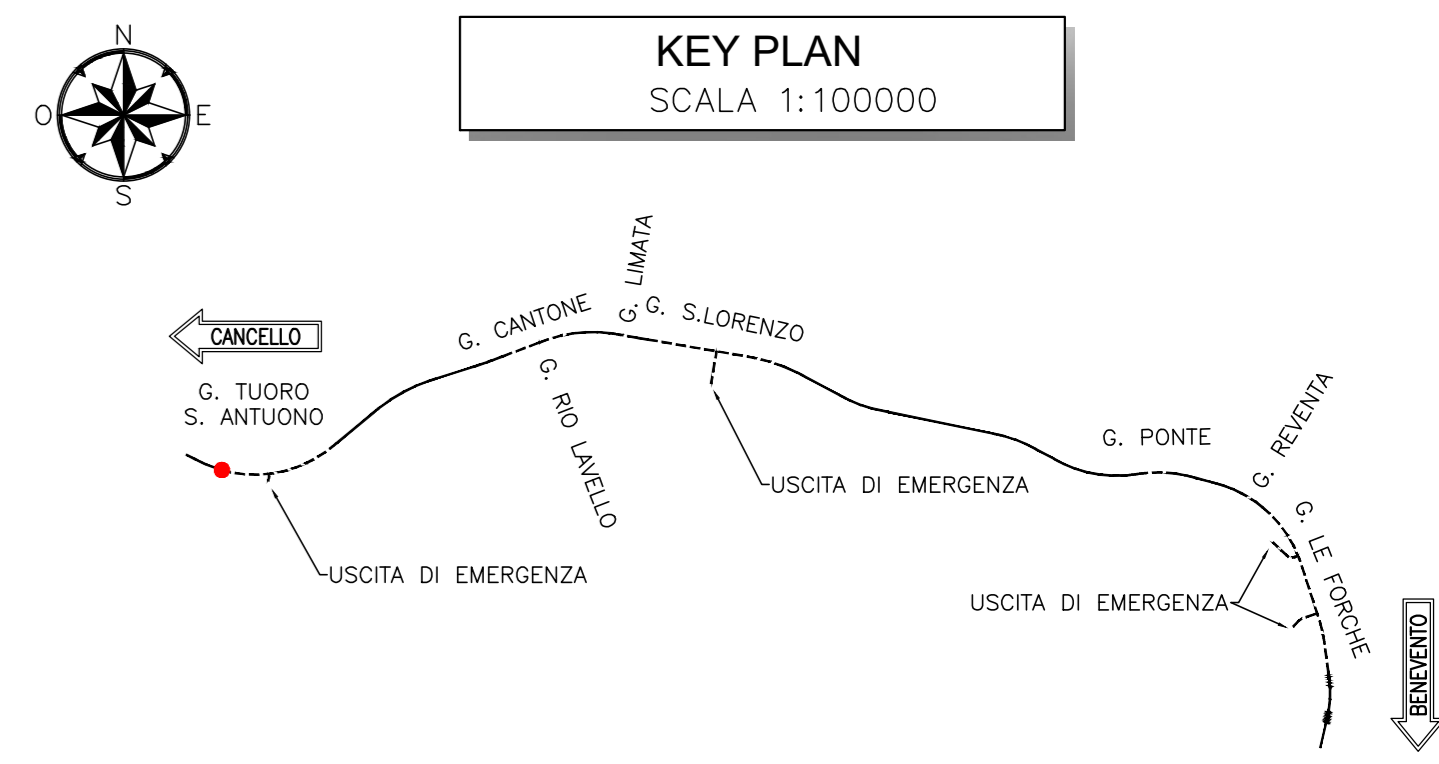 N
O
E
S
KEY PLAN
SCALA 1:100000
G. LIMATA
G. CANTONE
G. S.LORENZO
CANCELLO
G. TUORO
S. ANTUONO
G. RIO LAVELLO
G. REVENTA
G. PONTE
USCITA DI EMERGENZA
G. LE FORCHE
USCITA DI EMERGENZA
USCITA DI EMERGENZA
BENEVENTO